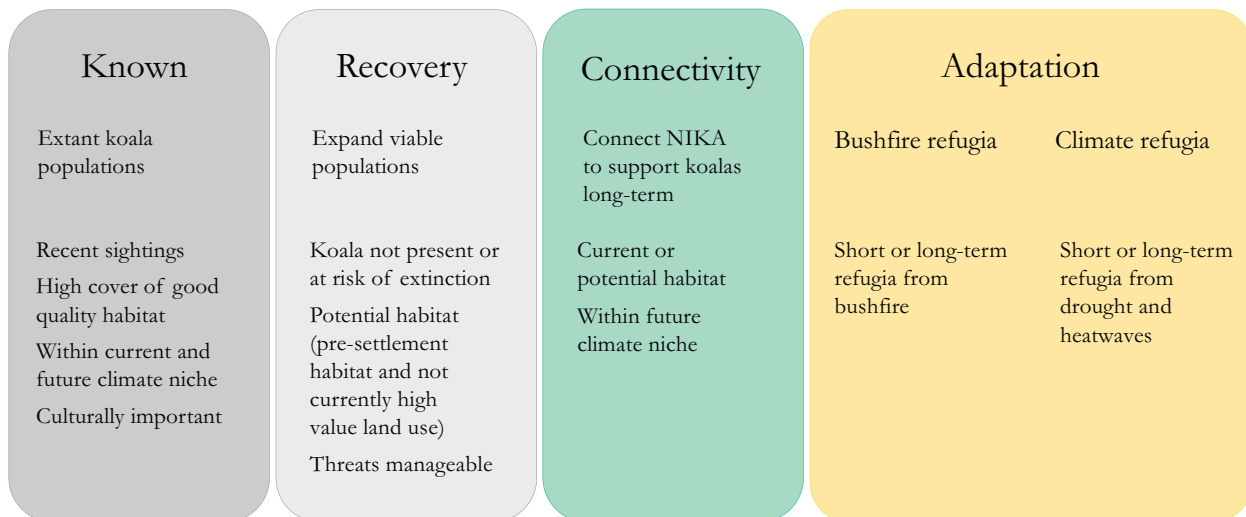 Known
Extant koala
populations
Recent sightings
High cover of good
quality habitat
Within current and
future climate niche
Culturally important
Recovery
Expand viable
populations
Koala not present or
at risk of extinction
Potential habitat
(pre-settlement
habitat and not
currently high
value land use)
Threats manageable
Connectivity
Connect NIKA
to support koalas
long-term
Current or
potential habitat
Within future
climate niche
Adaptation
Bushfire refugia
Short or long-term
refugia from
bushfire
Climate refugia
Short or long-term
refugia from
drought and
heatwaves